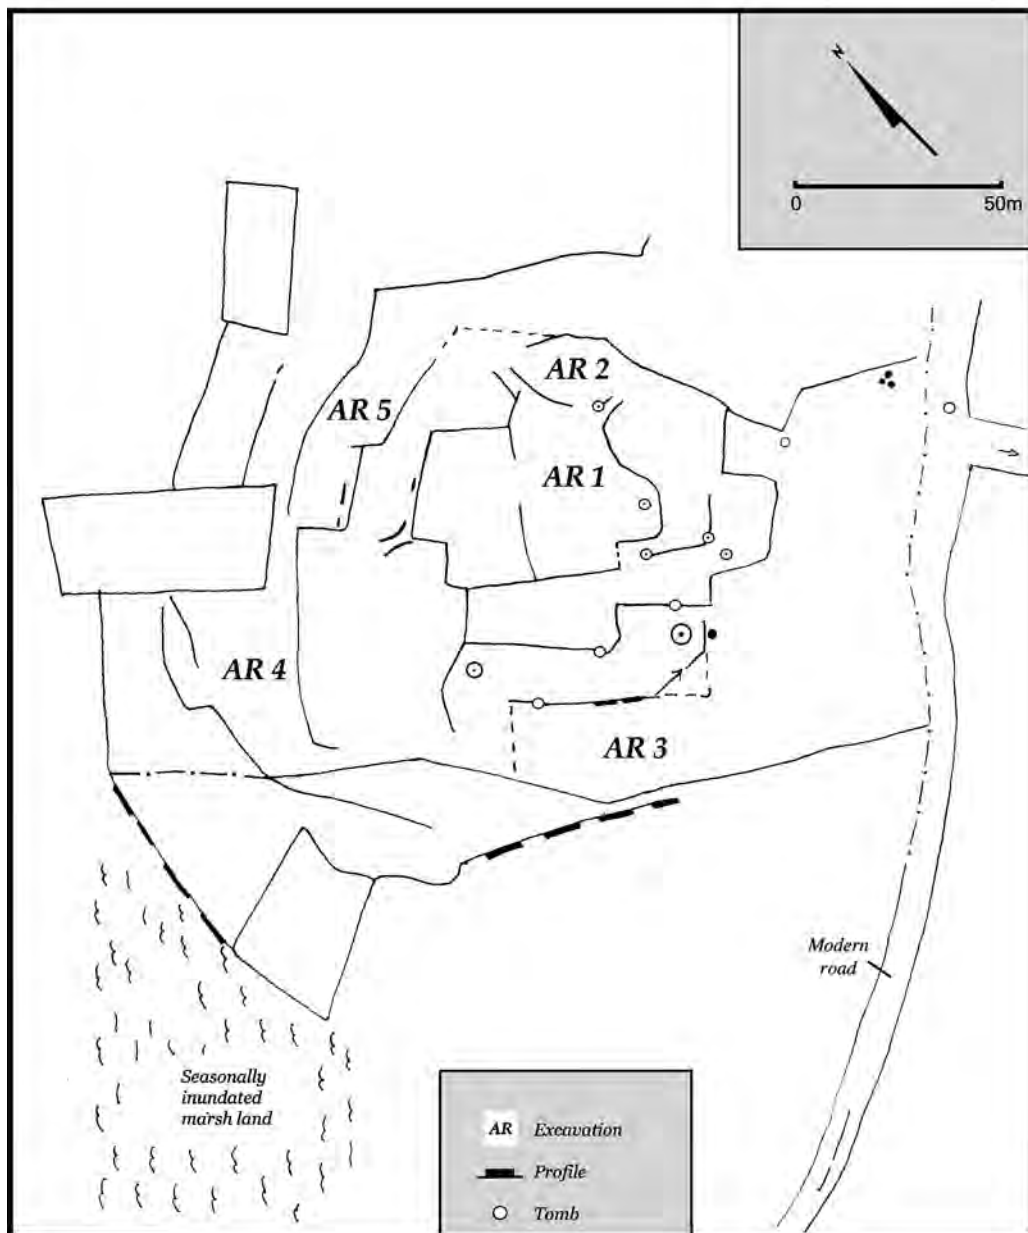 N
0 50m
AR 2
AR 5
AR 1
AR 4
AR 3
Modern
road
Seasonally
inundated
marsh land
AR Excavation
Profile
Tomb